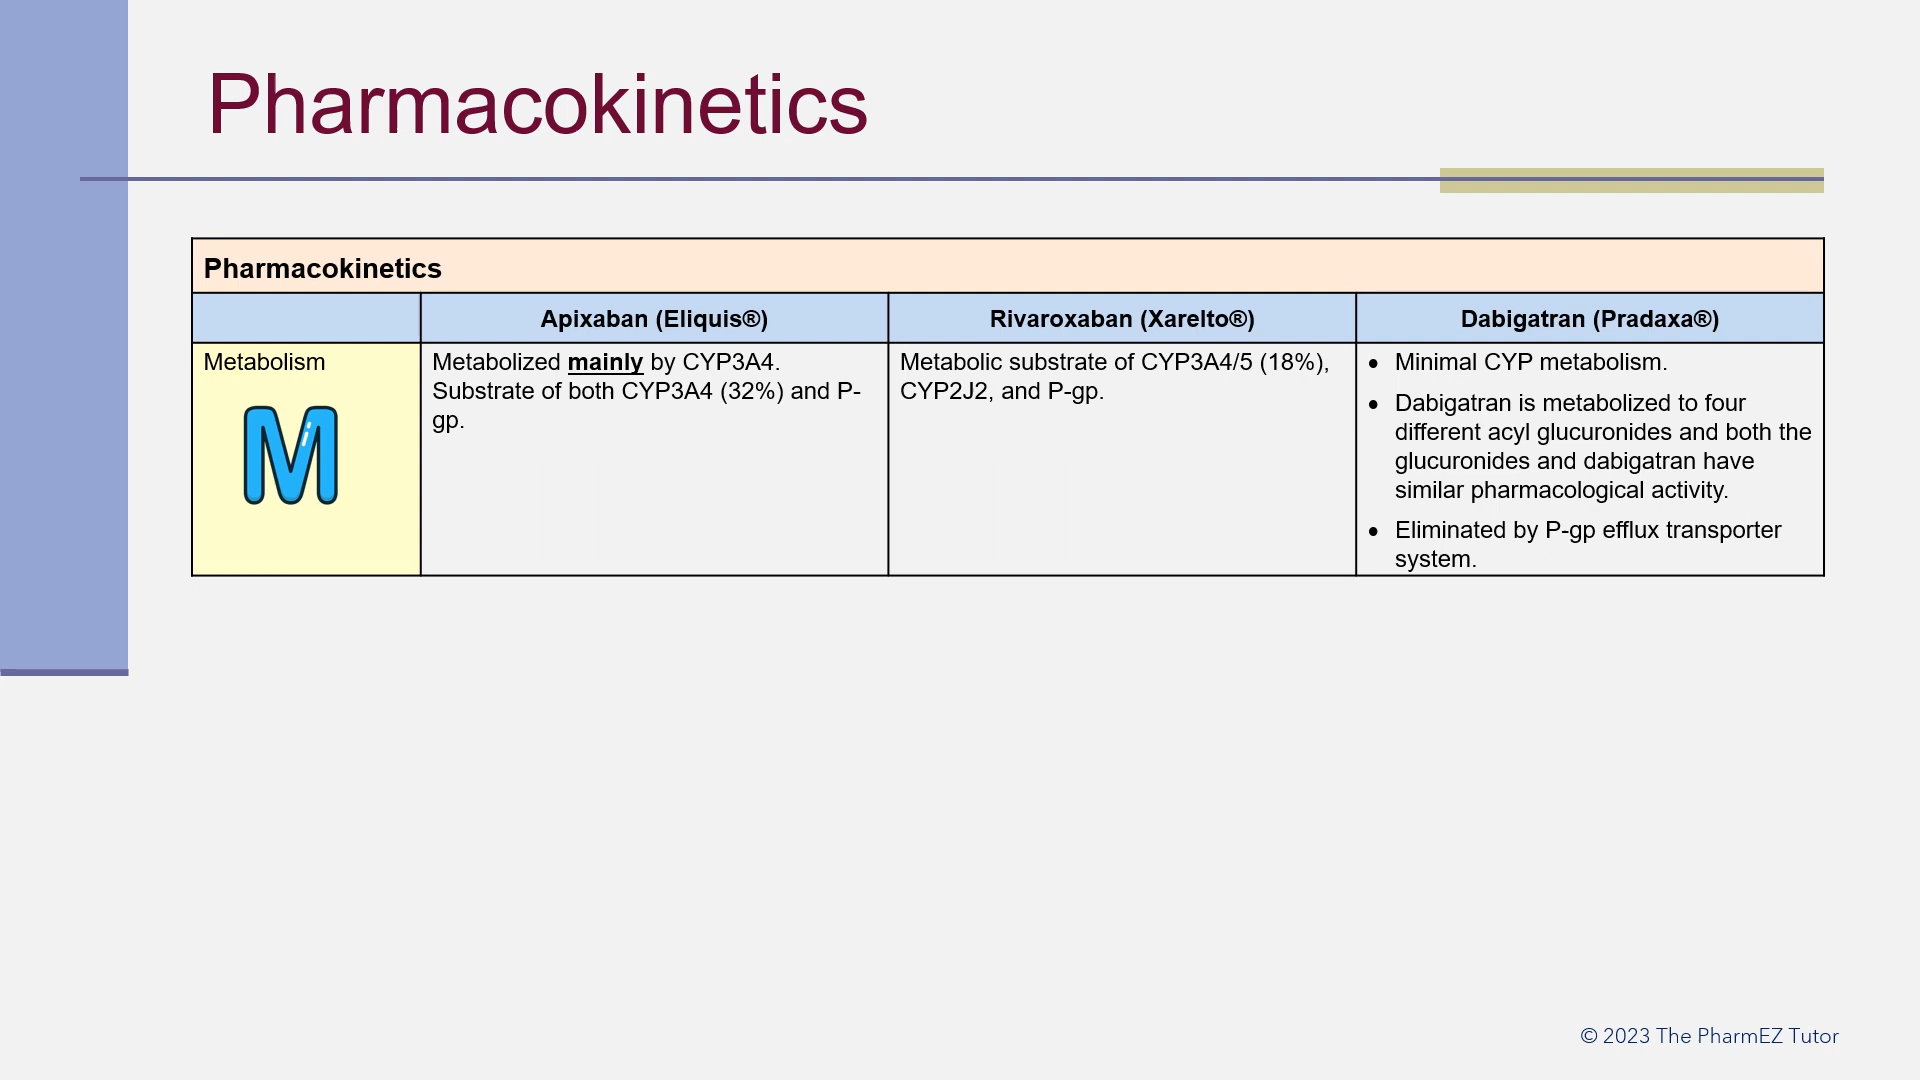 Pharmacokinetics
Pharmacokinetics
Apixaban (Eliquis®)
Rivaroxaban (Xarelto®)
Dabigatran (Pradaxa®)
Metabolism
M
Metabolized mainly by CYP3A4.
Substrate of both CYP3A4 (32%) and P-
gp.
Metabolic substrate of CYP3A4/5 (18%),
CYP2J2, and P-gp.
• Minimal CYP metabolism.
• Dabigatran is metabolized to four
different acyl glucuronides and both the
glucuronides and dabigatran have
similar pharmacological activity.
• Eliminated by P-gp efflux transporter
system.
© 2023 The PharmEZ Tutor